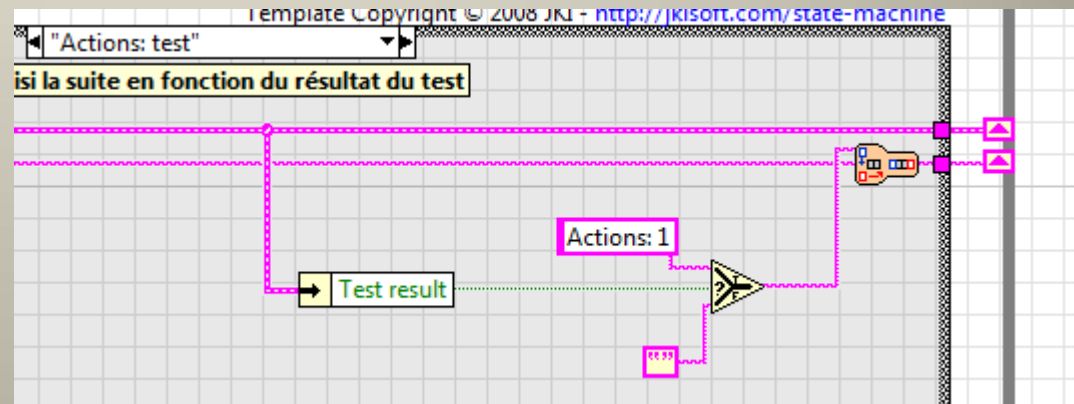 Template Copyright © 2008 JKI - http://jkisoft.com/state-machine
"Actions: test"
isi la suite en fonction du résultat du test
Actions: 1
Test result
?
T
F
""